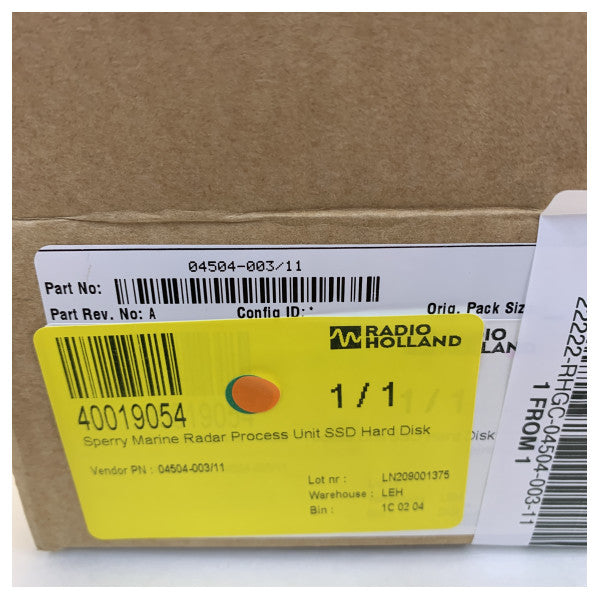 04504-003/11
Part No:
Part Rev. No: A
Config ID:
Orig. Pack Siz
RADIO
HOLLAND
40019054
1 / 1
Sperry Marine Radar Process Unit SSD Hard Disk
Vendor PN : 04504-003/11
Lot nr : LN209001375
Warehouse : LEH
Bin : 1C 02 04
Disk
22222-RHGC-04504-003-11
1 FROM 1